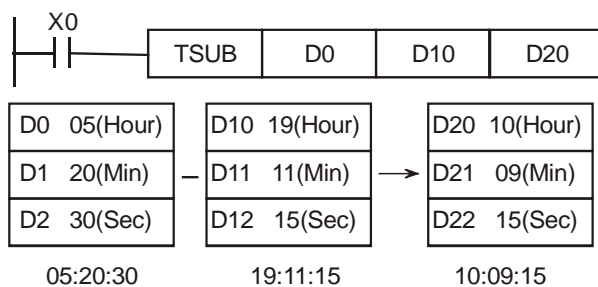 X0
TSUB D0 D10 D20
D0 05(Hour) D10 19(Hour) D20 10(Hour)
D1 20(Min) – D11 11(Min) → D21 09(Min)
D2 30(Sec) D12 15(Sec) D22 15(Sec)
05:20:30 19:11:15 10:09:15